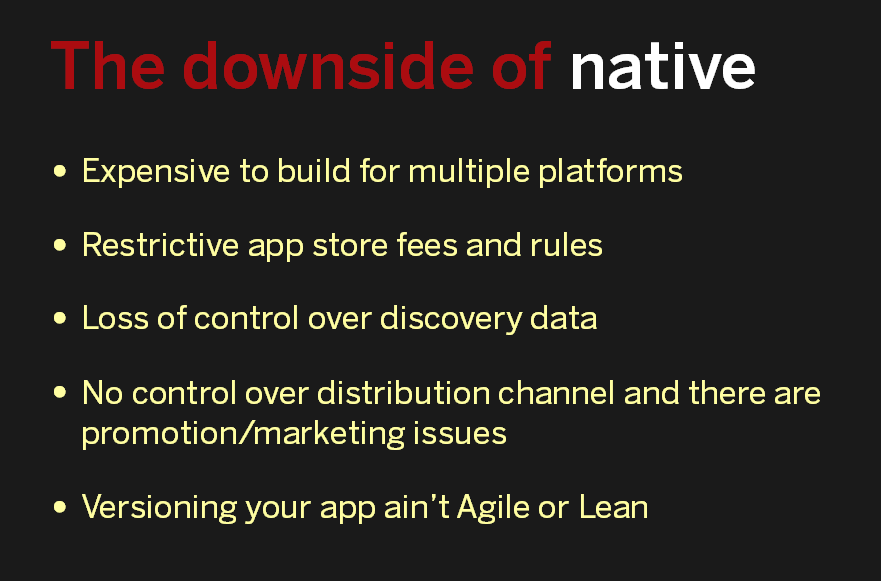 The downside of native
• Expensive to build for multiple platforms
• Restrictive app store fees and rules
• Loss of control over discovery data
• No control over distribution channel and there are
promotion/marketing issues
• Versioning your app ain’t Agile or Lean